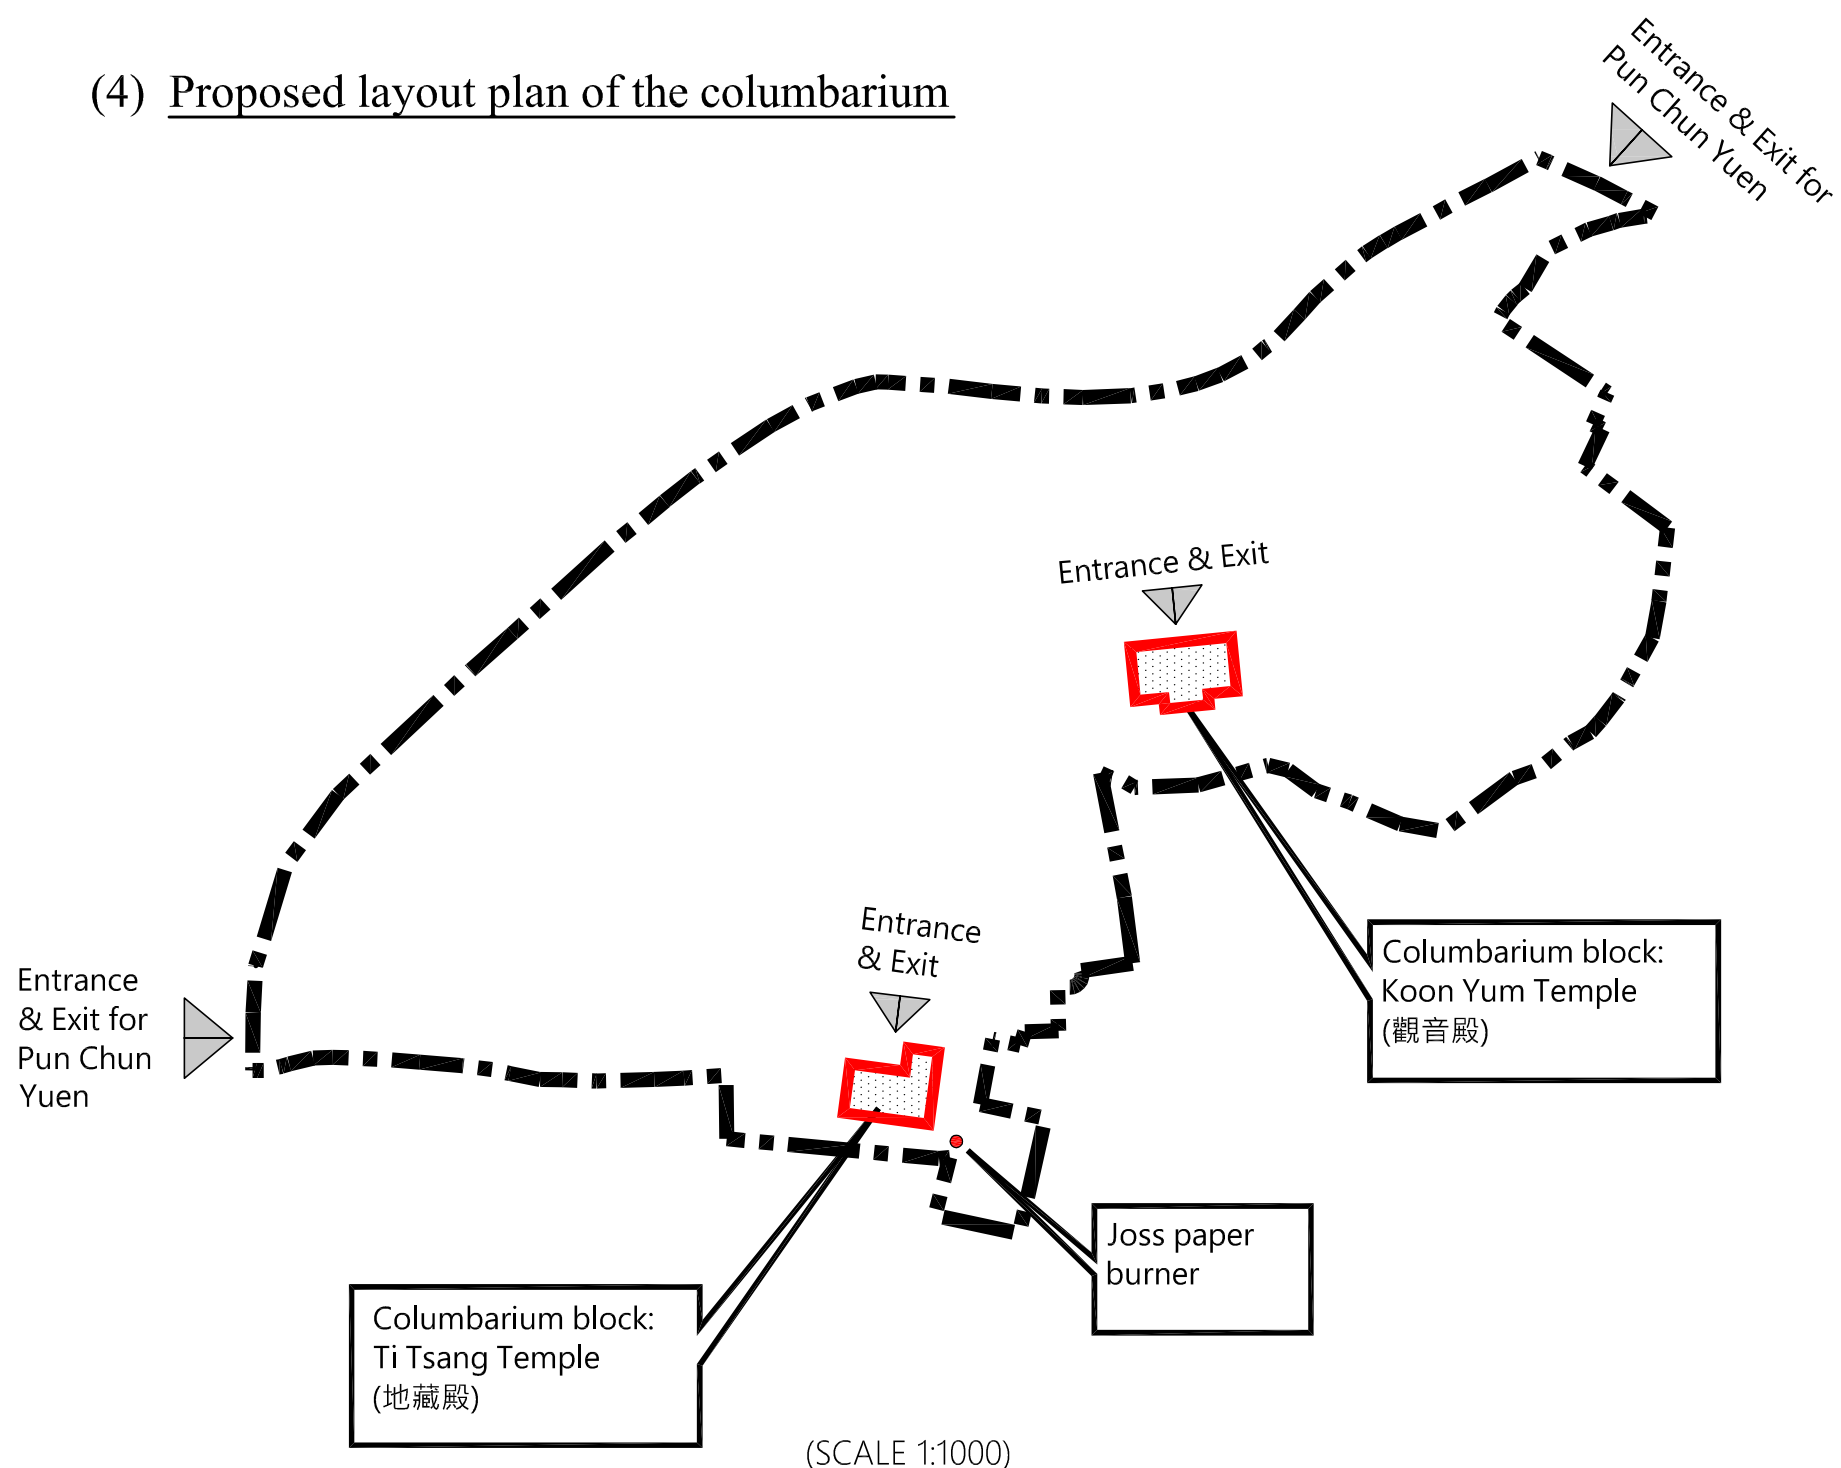 (4) Proposed layout plan of the columbarium
Entrance & Exit for
Pun Chun Yuen
Entrance & Exit
Entrance
& Exit
Entrance
& Exit for
Pun Chun
Yuen
Columbarium block:
Koon Yum Temple
(觀音殿)
Joss paper
burner
Columbarium block:
Ti Tsang Temple
(地藏殿)
(SCALE 1:1000)